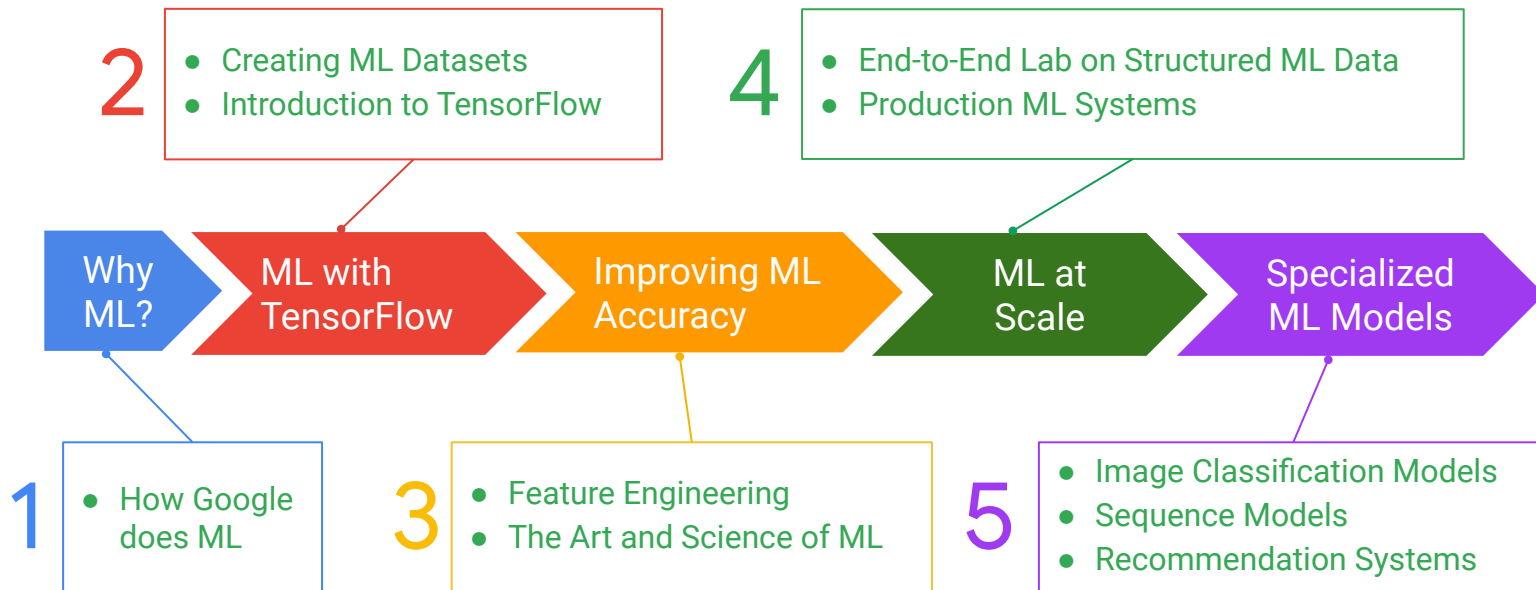 2
● Creating ML Datasets
● Introduction to TensorFlow
4
● End-to-End Lab on Structured ML Data
● Production ML Systems
Why
ML?
ML with
TensorFlow
Improving ML
Accuracy
ML at
Scale
Specialized
ML Models
1
● How Google
does ML
3
● Feature Engineering
● The Art and Science of ML
5
● Image Classification Models
● Sequence Models
● Recommendation Systems